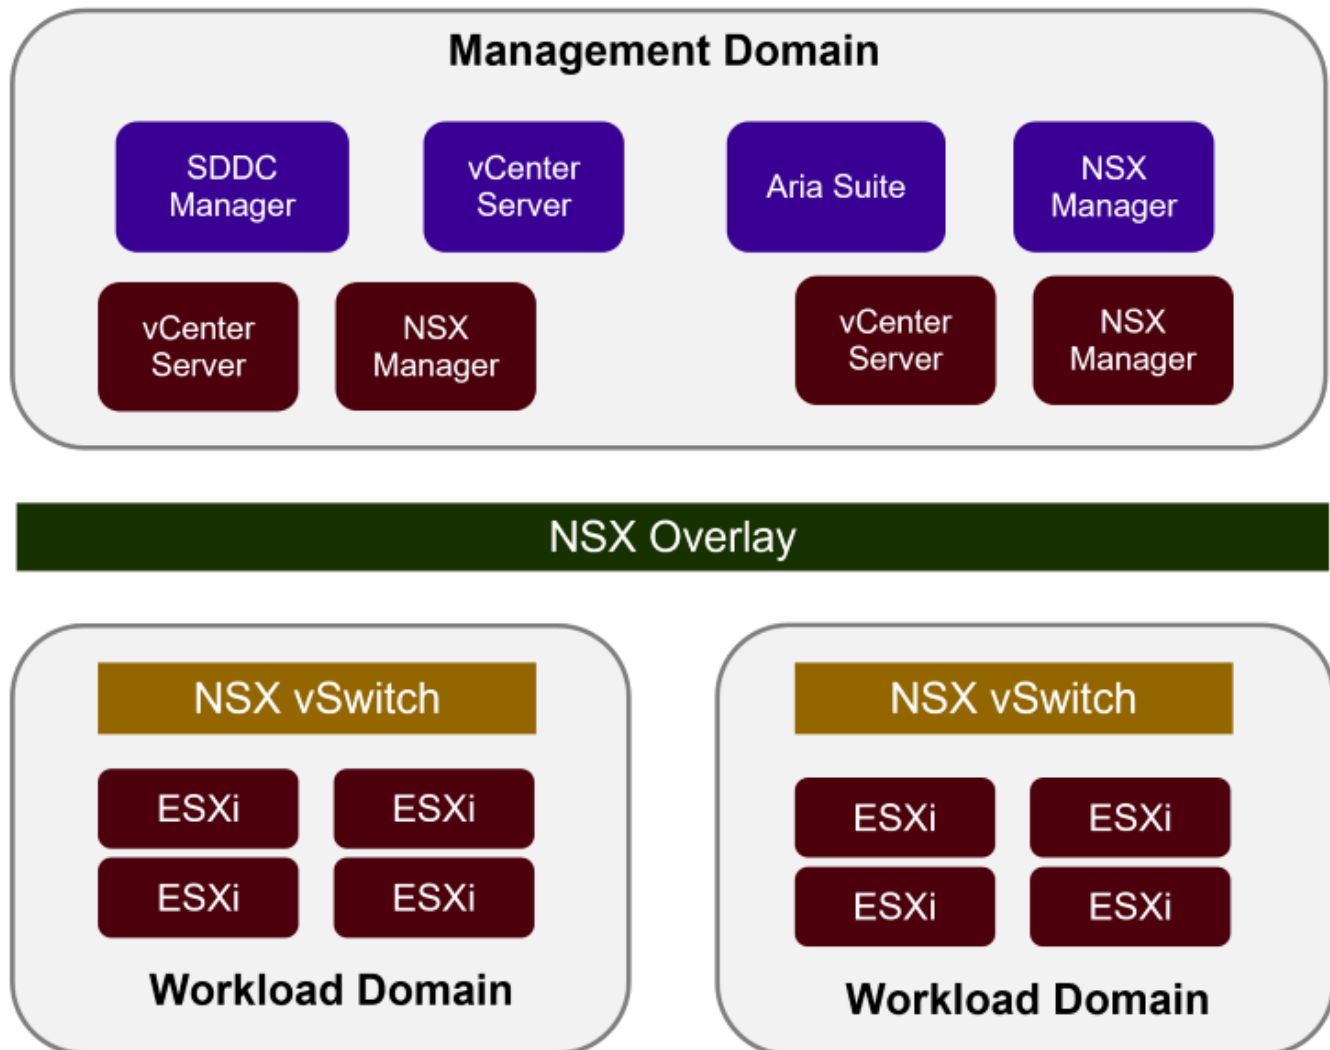 Management Domain
SDDC
Manager
vCenter
Server
Aria Suite
NSX
Manager
vCenter
Server
NSX
Manager
vCenter
Server
NSX
Manager
NSX Overlay
NSX vSwitch
ESXi
ESXi
ESXi
ESXi
Workload Domain
NSX vSwitch
ESXi
ESXi
ESXi
ESXi
Workload Domain